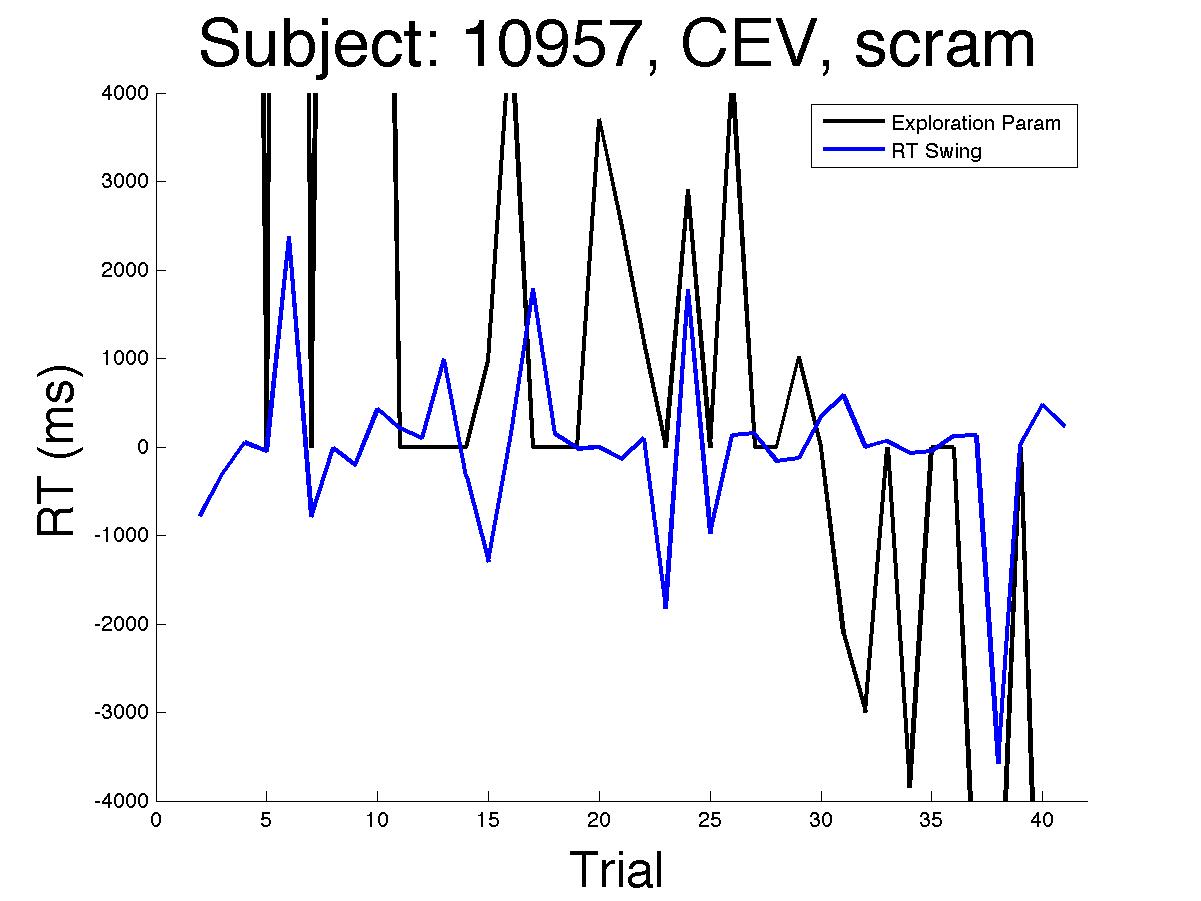 Subject: 10957, CEV, scram
Exploration Param
RT Swing
4000
3000
2000
1000
0
-1000
-2000
-3000
-4000
RT (ms)
0 5 10 15 20 25 30 35 40
Trial